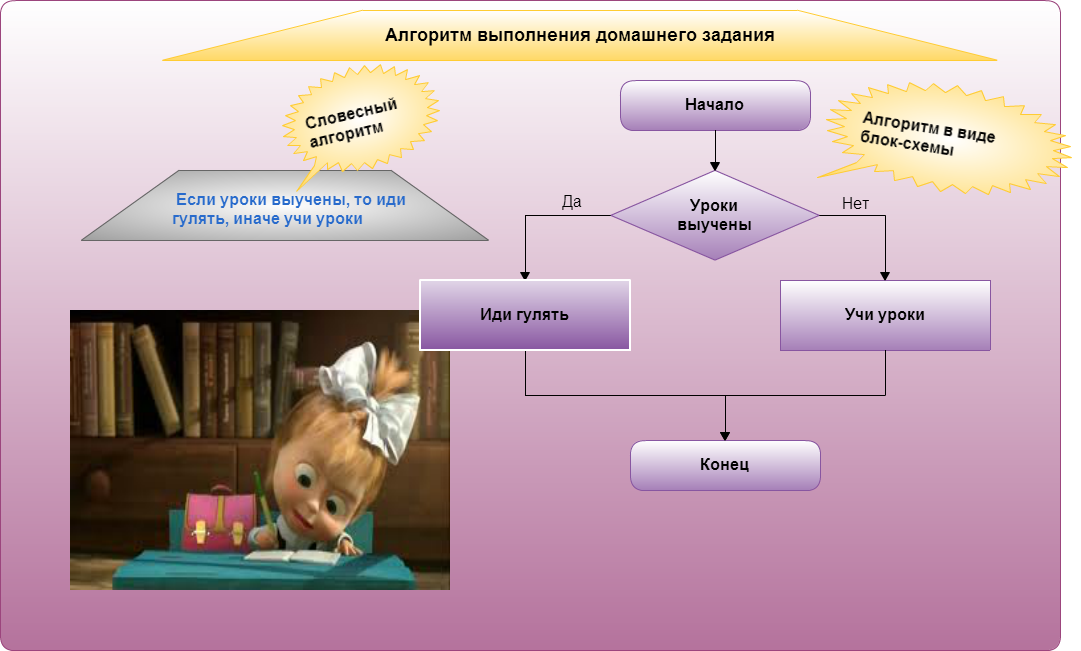 Алгоритм выполнения домашнего задания
Словесный
алгоритм
Если уроки выучены, то иди
гулять, иначе учи уроки
Начало
Алгоритм в виде
блок-схемы
Уроки
выучены
Да
Нет
Иди гулять
Учи уроки
Конец